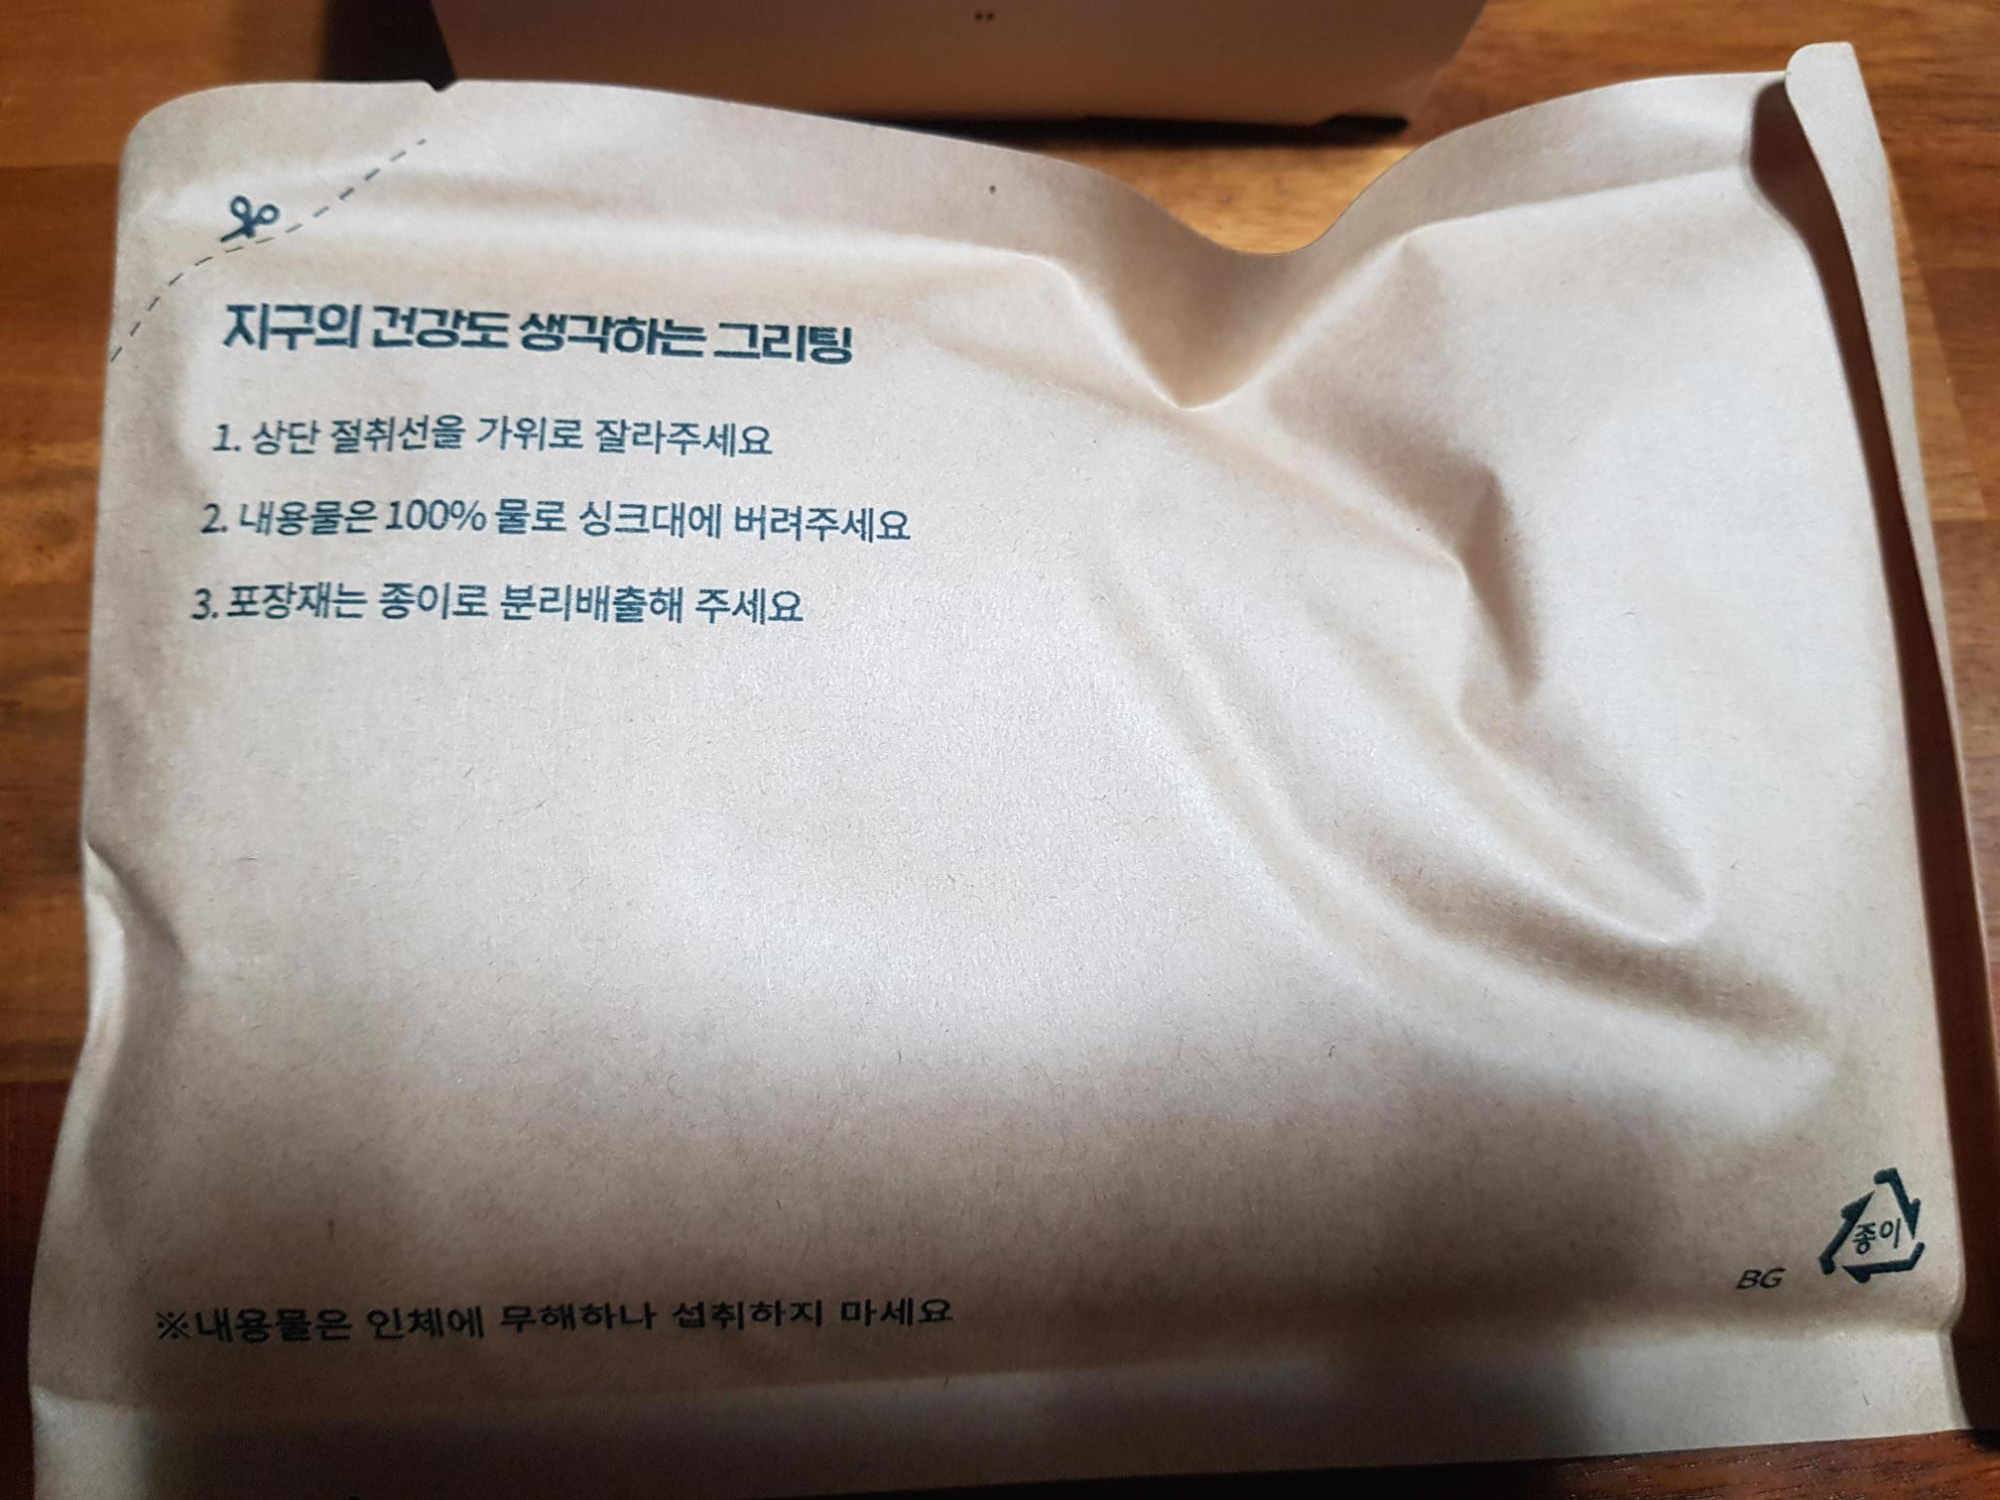 지구의 건강도 생각하는 그리팅
1. 상단 절취선을 가위로 잘라주세요
2. 내용물은 100% 물로 싱크대에 버려주세요
3. 포장재는 종이로 분리배출해 주세요
종이
BG
※내용물은 인체에 무해하나 섭취하지 마세요